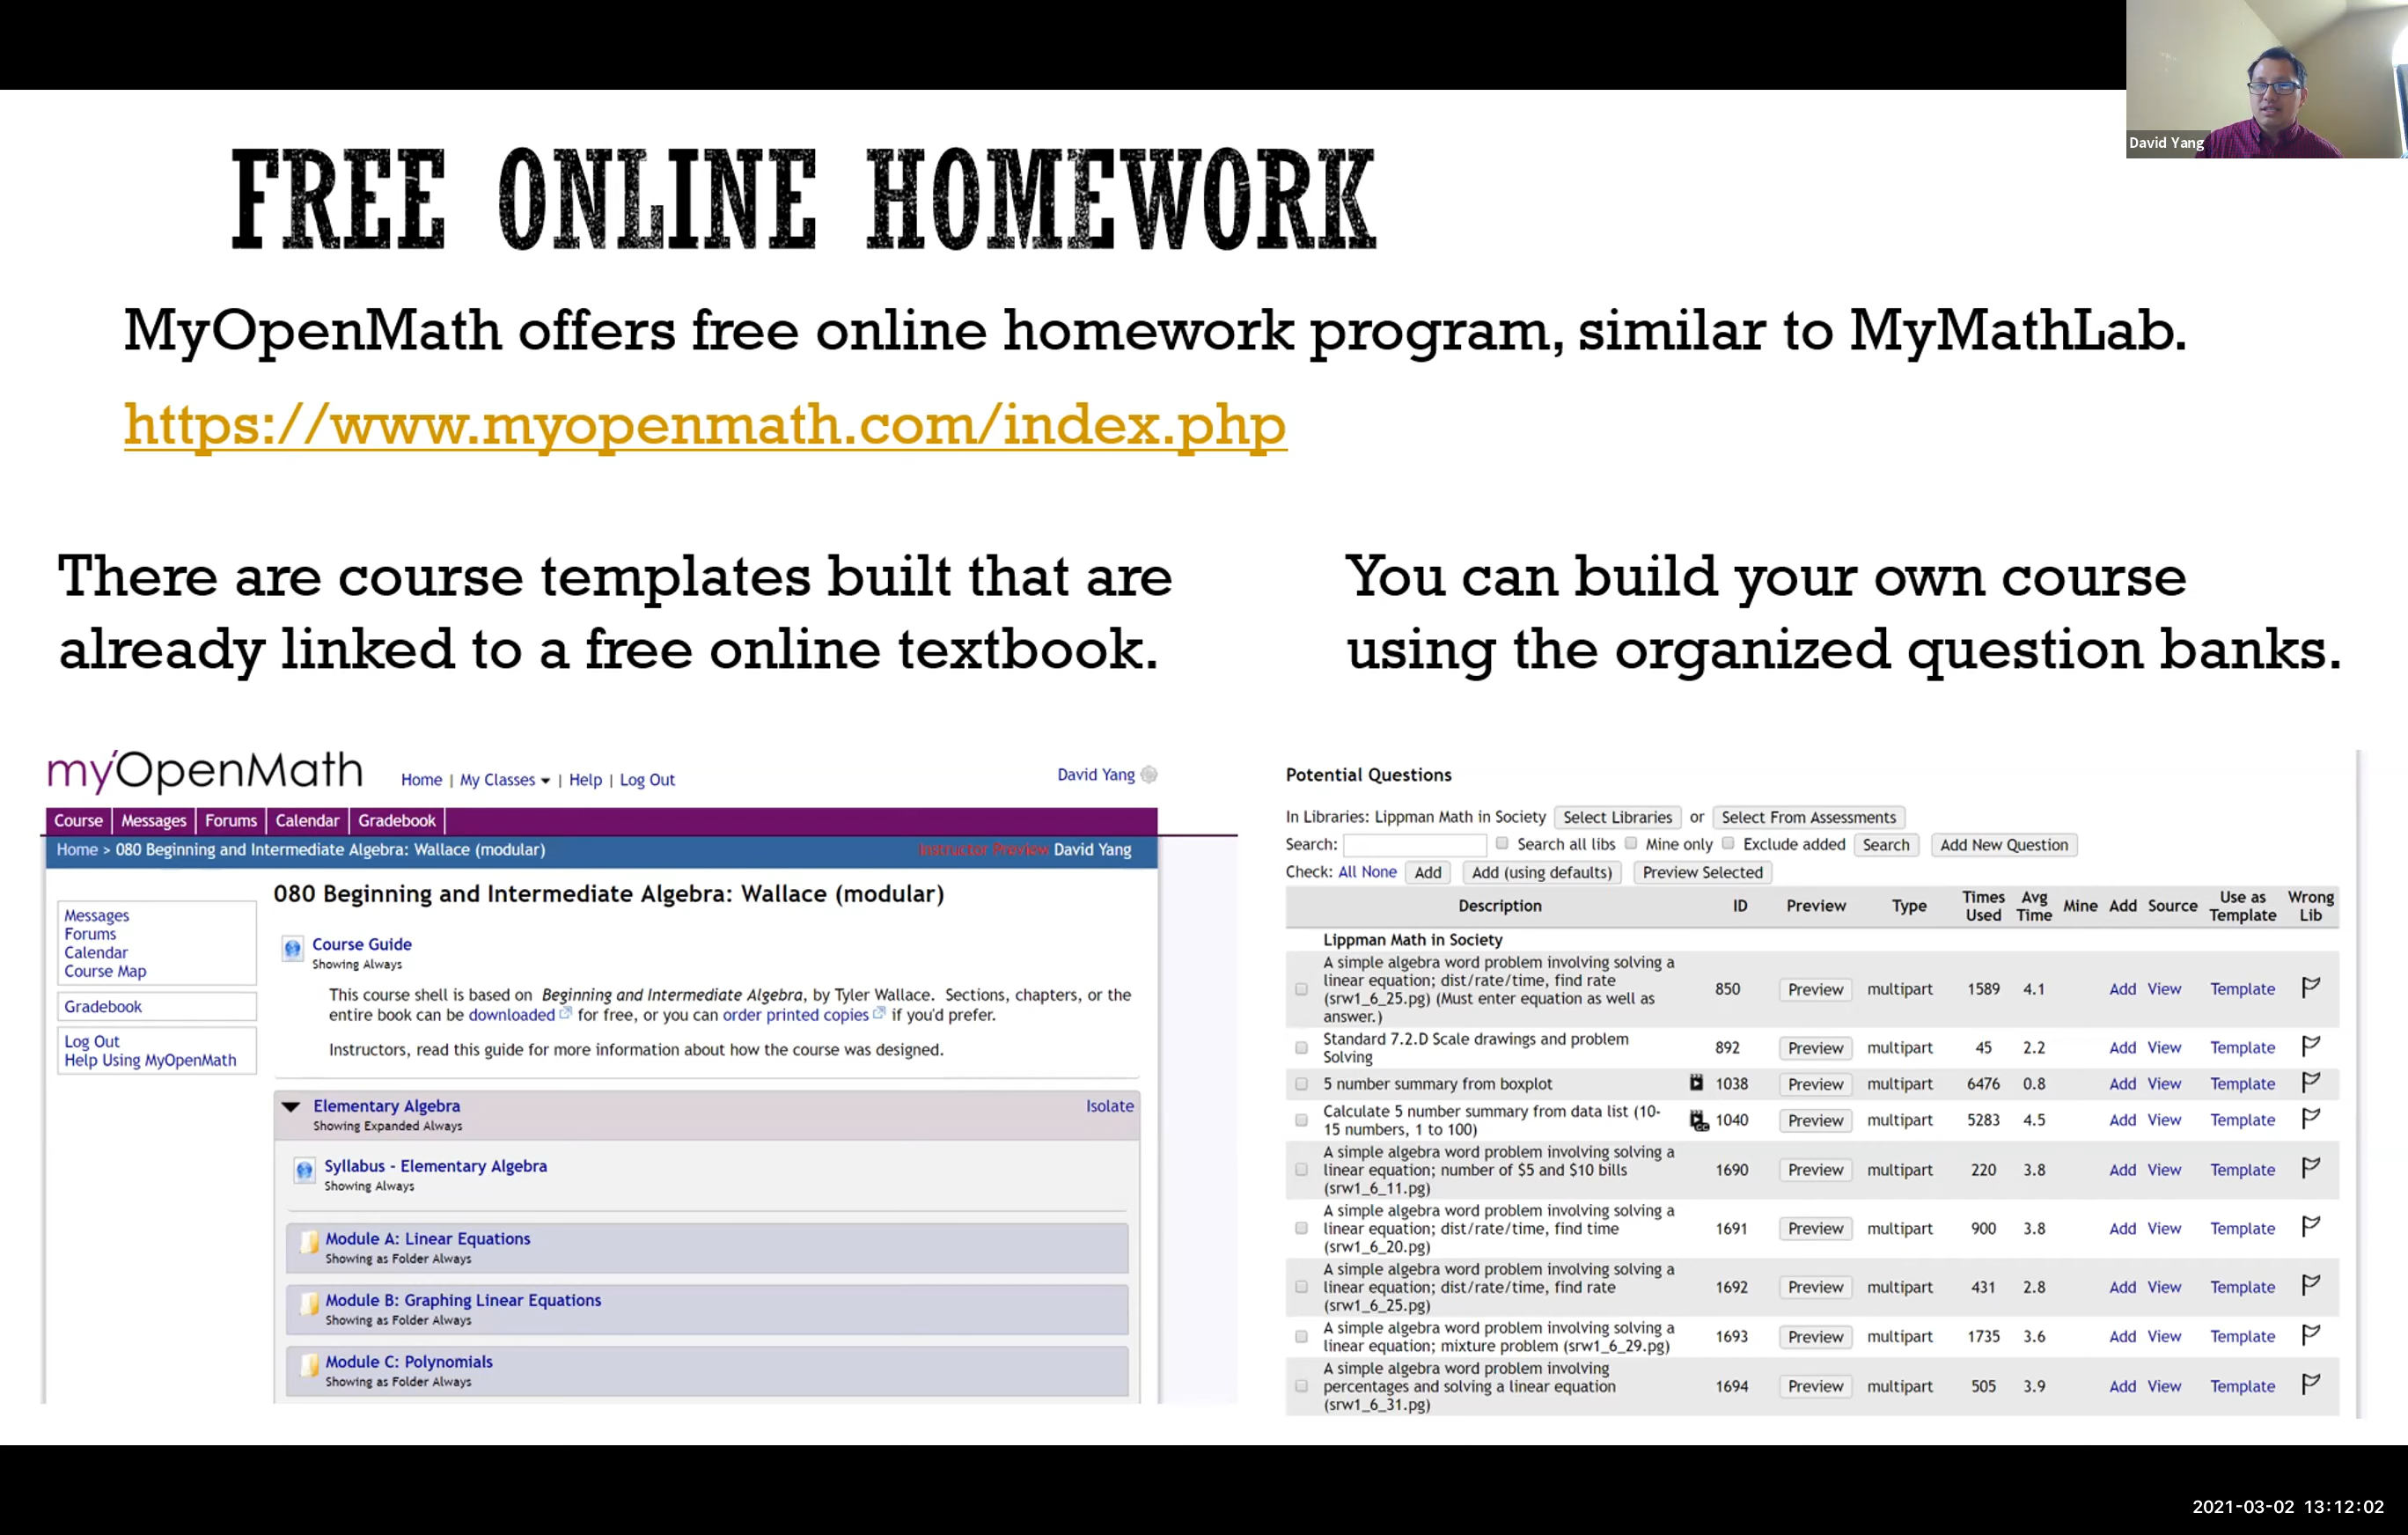 David Yang
FREE ONLINE HOMEWORK
MyOpenMath offers free online homework program, similar to MyMathLab.
https://www.myopenmath.com/index.php
There are course templates built that are
already linked to a free online textbook.
You can build your own course
using the organized question banks.
myOpenMath
Home | My Classes | Help | Log Out
David Yang
Course Messages Forums Calendar Gradebook
Home > 080 Beginning and Intermediate Algebra: Wallace (modular)
Instructor Preview David Yang
Messages
Forums
Calendar
Course Map
Gradebook
Log Out
Help Using MyOpenMath
080 Beginning and Intermediate Algebra: Wallace (modular)
Course Guide
Showing Always
This course shell is based on Beginning and Intermediate Algebra, by Tyler Wallace. Sections, chapters, or the
entire book can be downloaded for free, or you can order printed copies if you'd prefer.
Instructors, read this guide for more information about how the course was designed.
Elementary Algebra Isolate
Showing Expanded Always
Syllabus - Elementary Algebra
Showing Always
Module A: Linear Equations
Showing as Folder Always
Module B: Graphing Linear Equations
Showing as Folder Always
Module C: Polynomials
Showing as Folder Always
Potential Questions
In Libraries: Lippman Math in Society Select Libraries or Select From Assessments
Search: Search all libs Mine only Exclude added Search Add New Question
Check: All None Add Add (using defaults) Preview Selected
Description ID Preview Type Times Used Avg Time Mine Add Source Use as Template Wrong Lib
Lippman Math in Society
A simple algebra word problem involving solving a
linear equation; dist/rate/time, find rate
(srw1_6_25.pg) (Must enter equation as well as
answer.)
850 Preview multipart 1589 4.1 Add View Template
Standard 7.2.D Scale drawings and problem
Solving
892 Preview multipart 45 2.2 Add View Template
5 number summary from boxplot 1038 Preview multipart 6476 0.8 Add View Template
Calculate 5 number summary from data list (10-
15 numbers, 1 to 100)
1040 Preview multipart 5283 4.5 Add View Template
A simple algebra word problem involving solving a
linear equation; number of $5 and $10 bills
(srw1_6_11.pg)
1690 Preview multipart 220 3.8 Add View Template
A simple algebra word problem involving solving a
linear equation; dist/rate/time, find time
(srw1_6_20.pg)
1691 Preview multipart 900 3.8 Add View Template
A simple algebra word problem involving solving a
linear equation; dist/rate/time, find rate
(srw1_6_25.pg)
1692 Preview multipart 431 2.8 Add View Template
A simple algebra word problem involving solving a
linear equation; mixture problem (srw1_6_29.pg)
1693 Preview multipart 1735 3.6 Add View Template
A simple algebra word problem involving
percentages and solving a linear equation
(srw1_6_31.pg)
1694 Preview multipart 505 3.9 Add View Template
2021-03-02 13:12:02